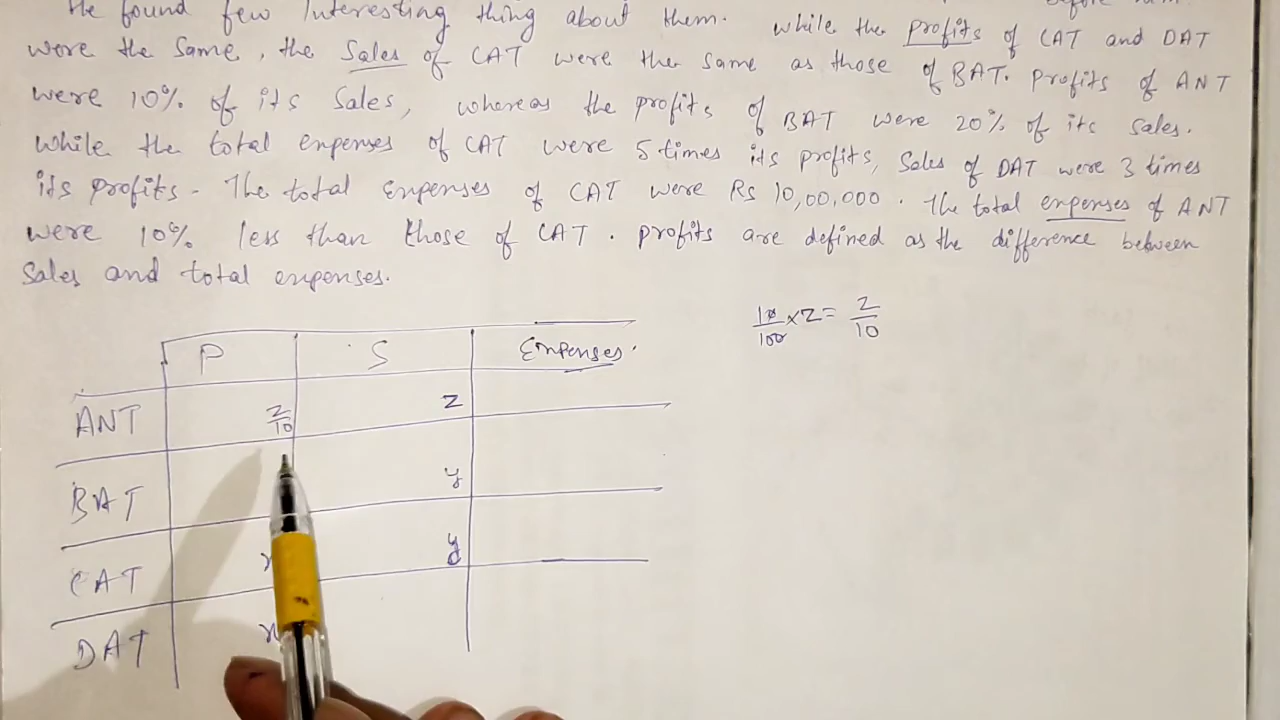 He found few Interesting thing about them. while the profits of CAT and DAT
were the same, the Sales of CAT were the same as those of BAT. Profits of ANT
were 10% of its Sales, whereas the profits of BAT were 20% of its sales.
while the total expenses of CAT were 5 times its profits, Sales of DAT were 3 times
its profits - The total Expenses of CAT were Rs 10,00,000. The total expenses of ANT
were 10% less than those of CAT. profits are defined as the difference between
Sales and total expenses.
10/100 x z = z/10
P S Expenses
ANT z/10 z
BAT y
CAT y
DAT